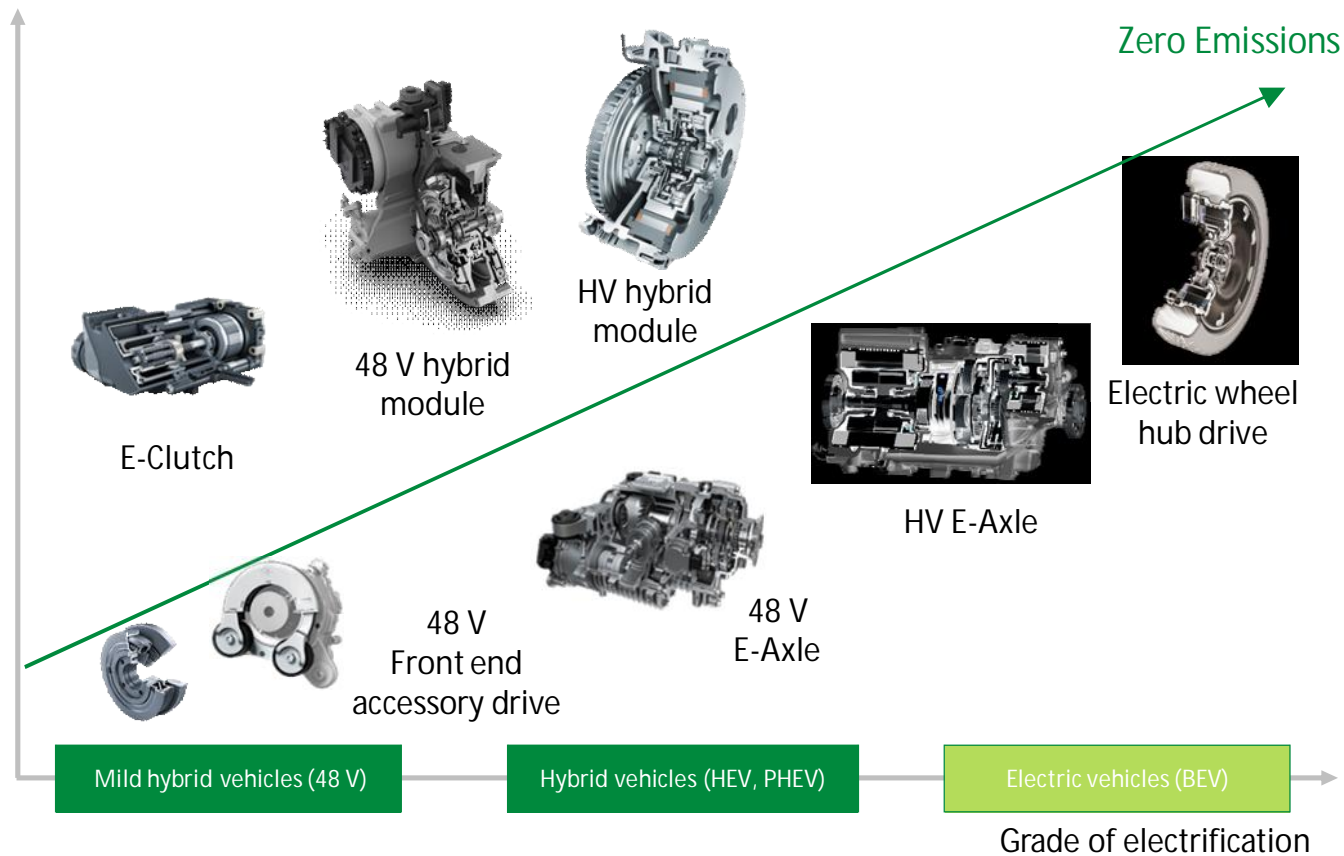 Zero Emissions
HV hybrid
module
48 V hybrid
module
E-Clutch
Electric wheel
hub drive
HV E-Axle
48 V
E-Axle
48 V
Front end
accessory drive
Mild hybrid vehicles (48 V)
Hybrid vehicles (HEV, PHEV)
Electric vehicles (BEV)
Grade of electrification